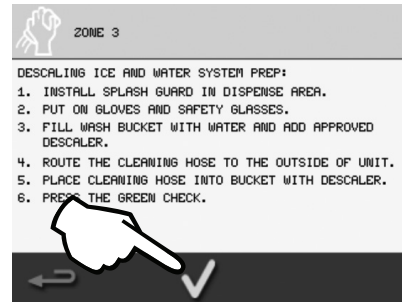 ZONE 3
DESCALING ICE AND WATER SYSTEM PREP:
1. INSTALL SPLASH GUARD IN DISPENSE AREA.
2. PUT ON GLOVES AND SAFETY GLASSES.
3. FILL WASH BUCKET WITH WATER AND ADD APPROVED
DESCALER.
4. ROUTE THE CLEANING HOSE TO THE OUTSIDE OF UNIT.
5. PLACE CLEANING HOSE INTO BUCKET WITH DESCALER.
6. PRESS THE GREEN CHECK.